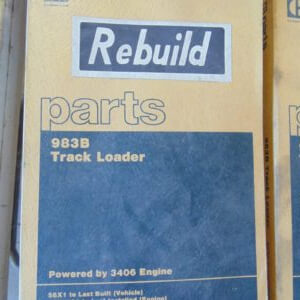 Rebuild
parts
983B
Track Loader
Powered by 3406 Engine
58X1 to Last Built (Vehicle)